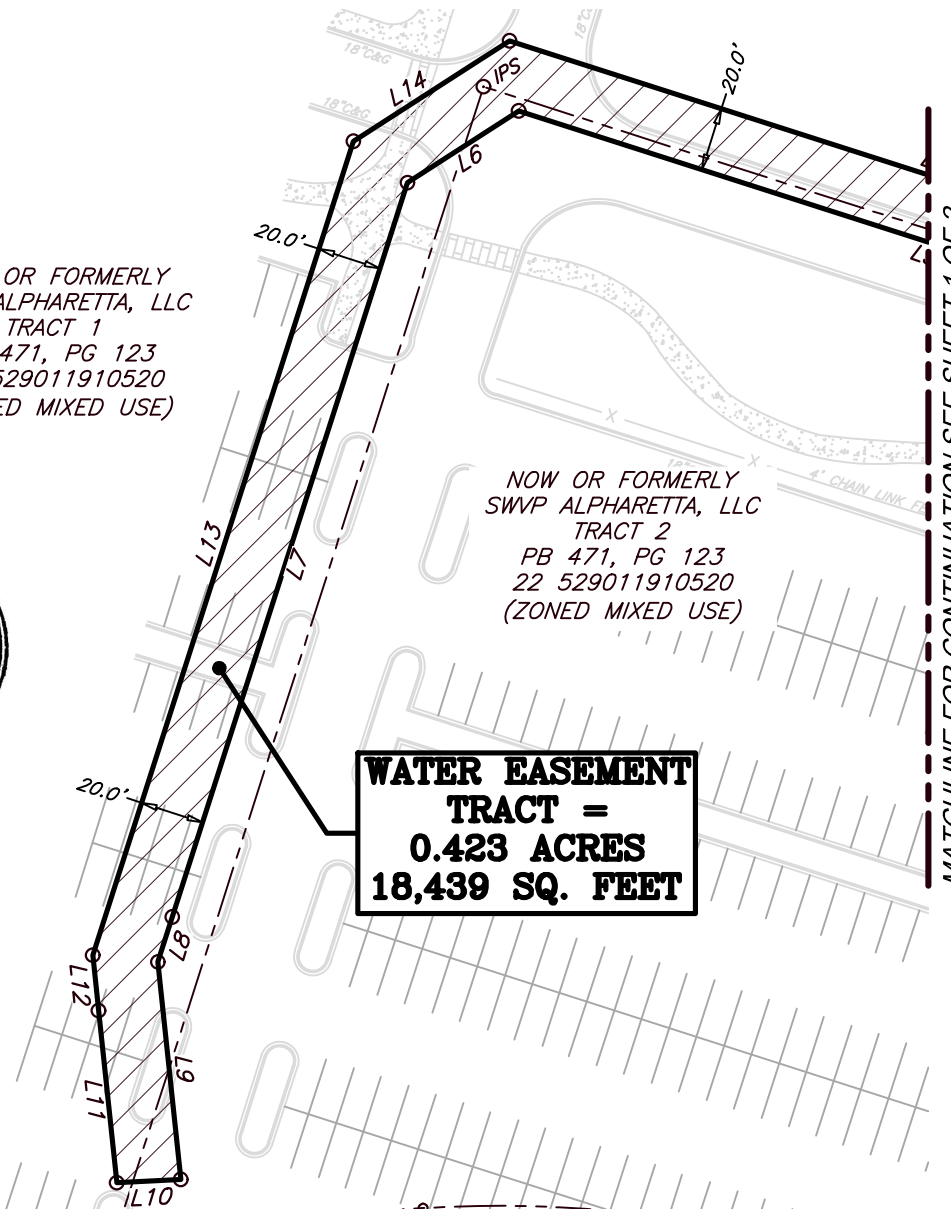 18"C&G
18"C&G
18"C&G
IPS
L14
L6
20.0'
20.0'
OR FORMERLY
ALPHARETTA, LLC
TRACT 1
471, PG 123
529011910520
ED MIXED USE)
NOW OR FORMERLY
SWVP ALPHARETTA, LLC
TRACT 2
PB 471, PG 123
22 529011910520
(ZONED MIXED USE)
X
X
18"
4' CHAIN LINK FE
L13
L7
WATER EASEMENT
TRACT =
0.423 ACRES
18,439 SQ. FEET
20.0'
L8
L12
L9
L11
L10
MATCHLINE FOR CONTINUATION SEE SHEET 1 OF 2